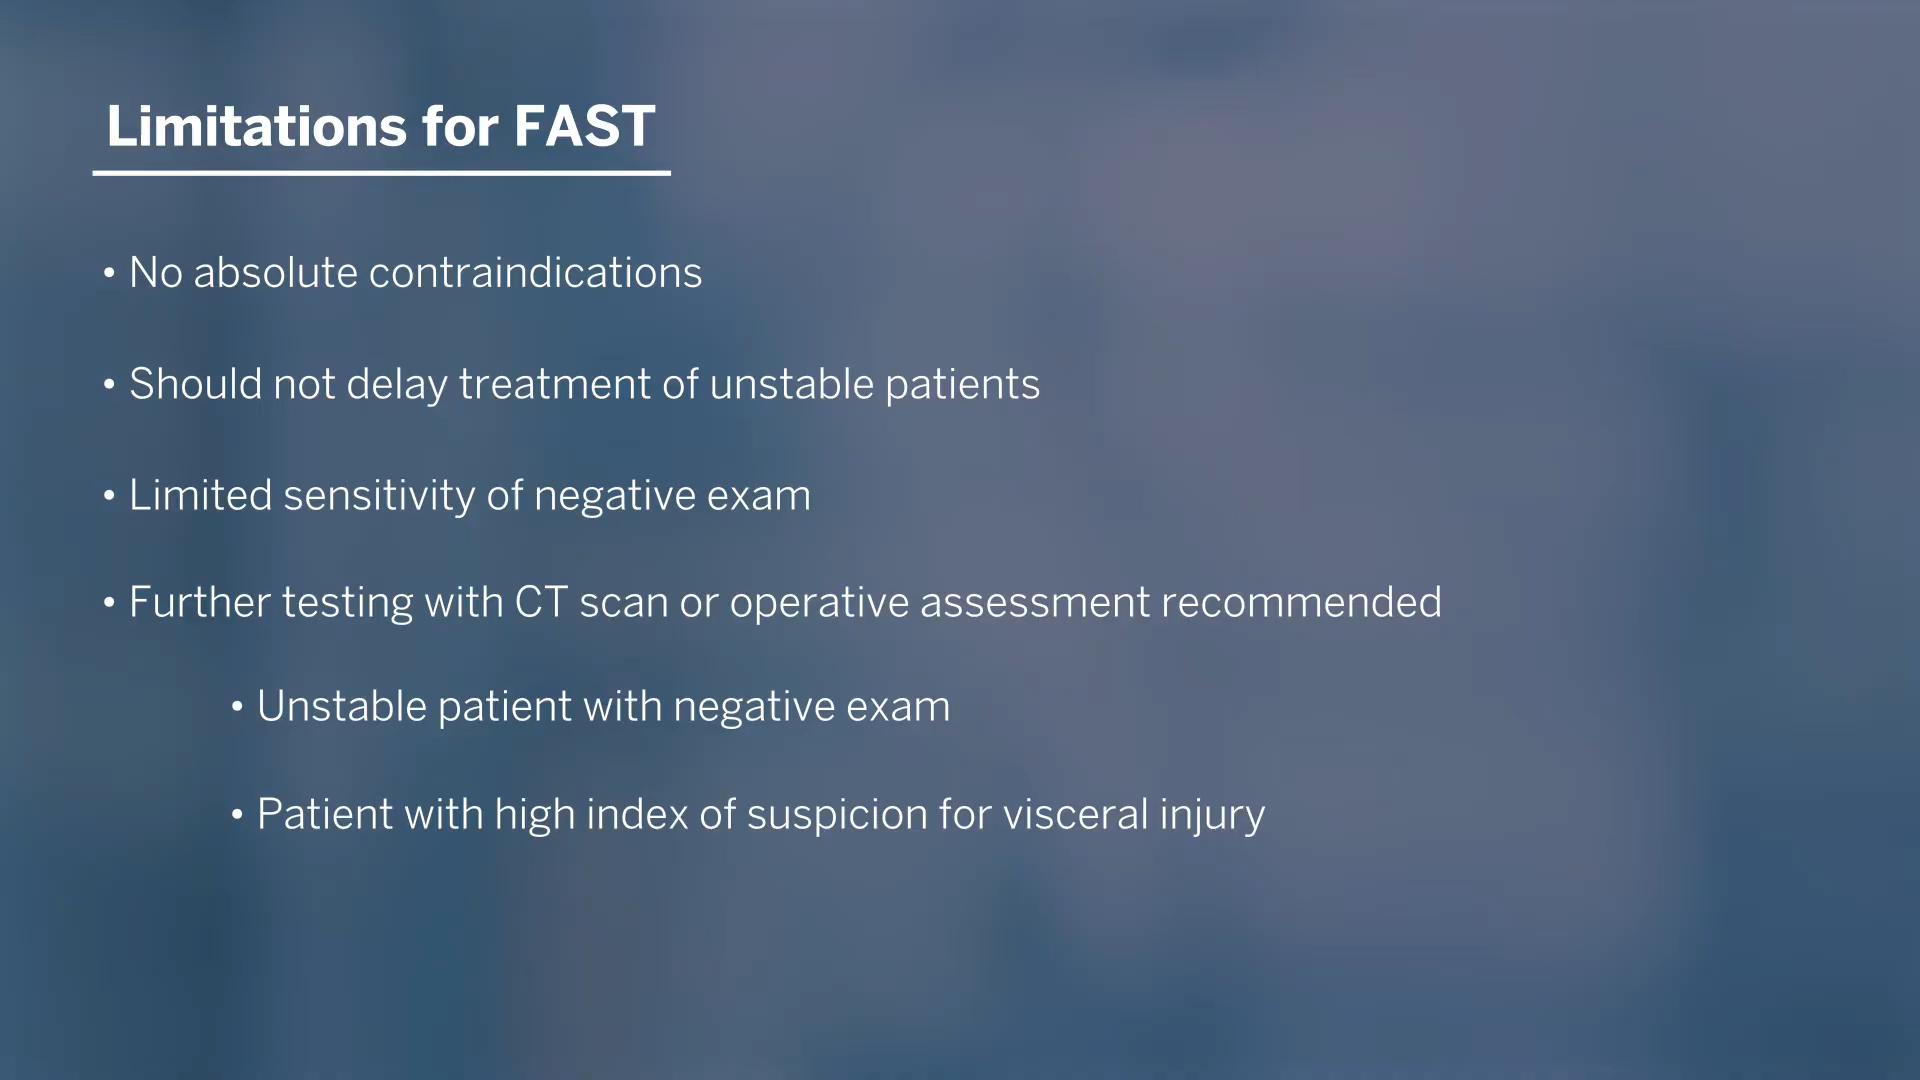 Limitations for FAST
• No absolute contraindications
• Should not delay treatment of unstable patients
• Limited sensitivity of negative exam
• Further testing with CT scan or operative assessment recommended
• Unstable patient with negative exam
• Patient with high index of suspicion for visceral injury